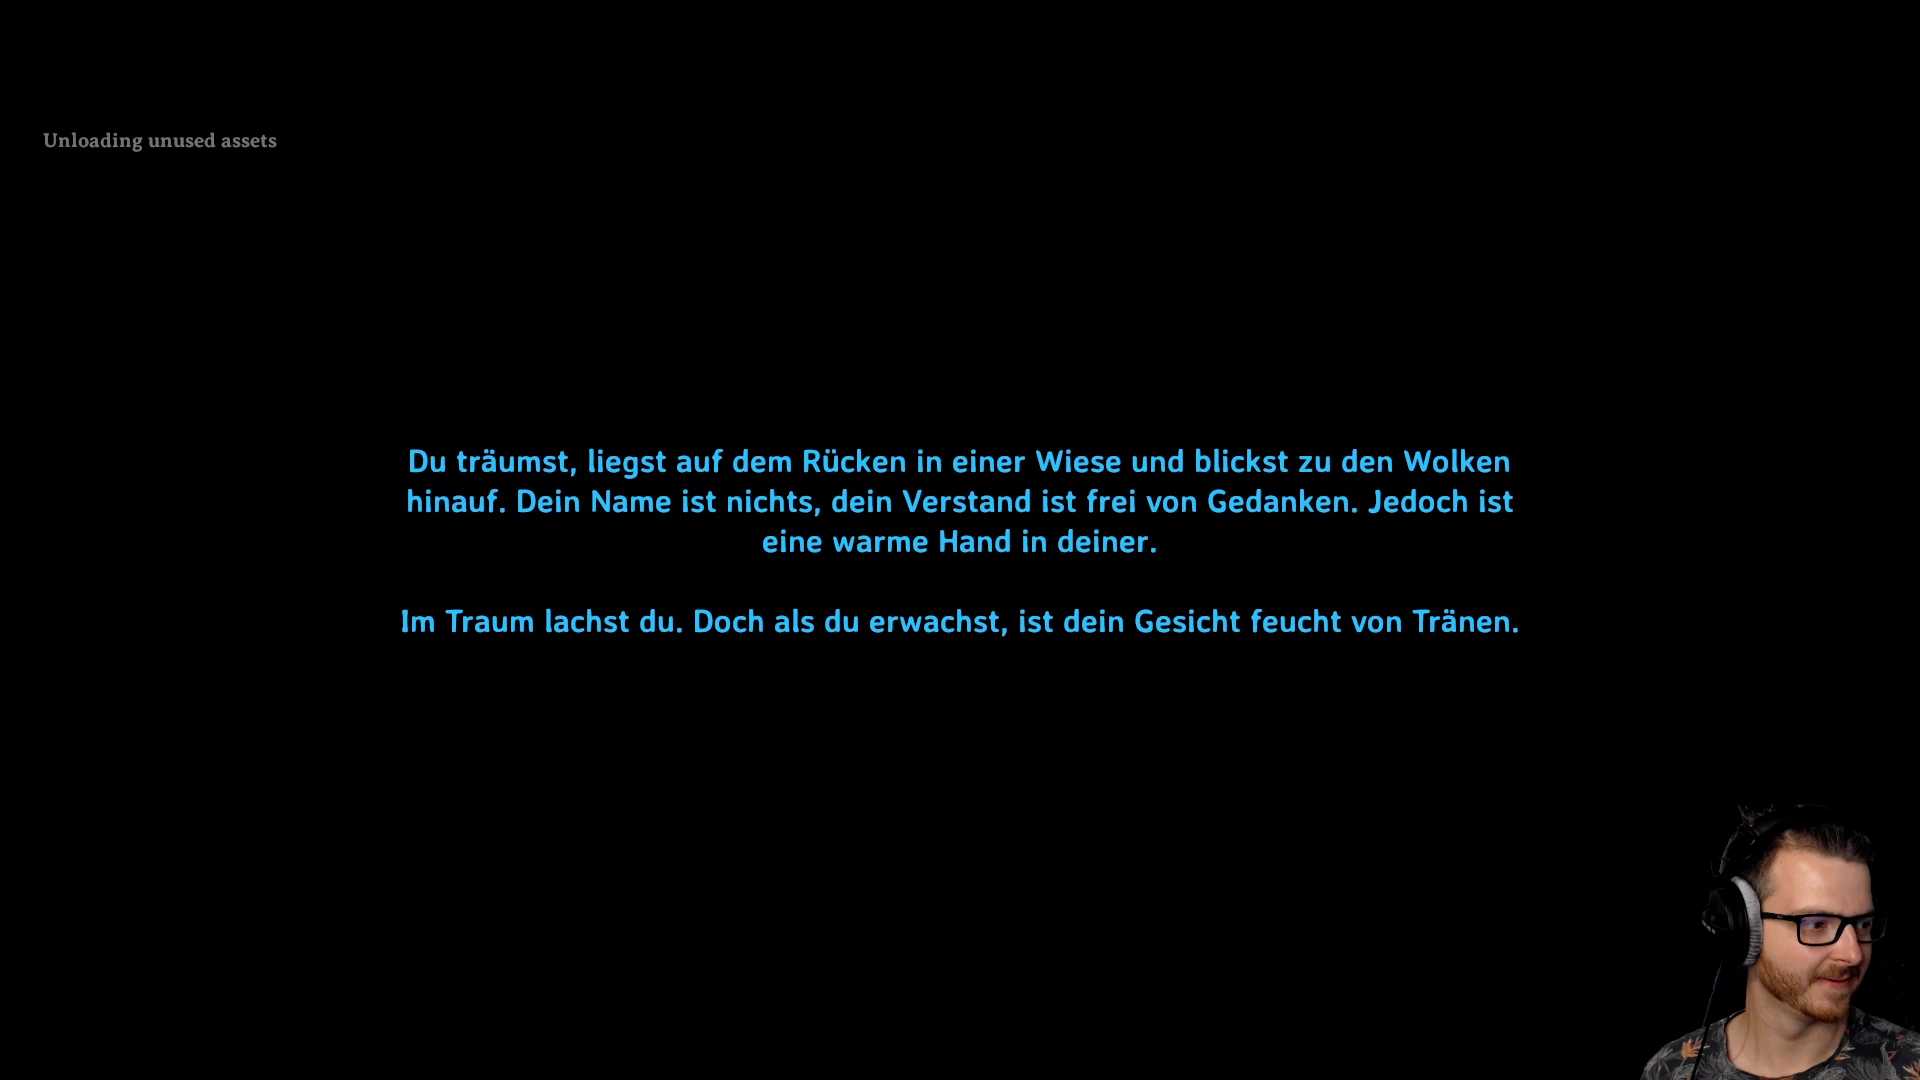 Unloading unused assets
Du träumst, liegst auf dem Rücken in einer Wiese und blickst zu den Wolken
hinauf. Dein Name ist nichts, dein Verstand ist frei von Gedanken. Jedoch ist
eine warme Hand in deiner.
Im Traum lachst du. Doch als du erwachst, ist dein Gesicht feucht von Tränen.